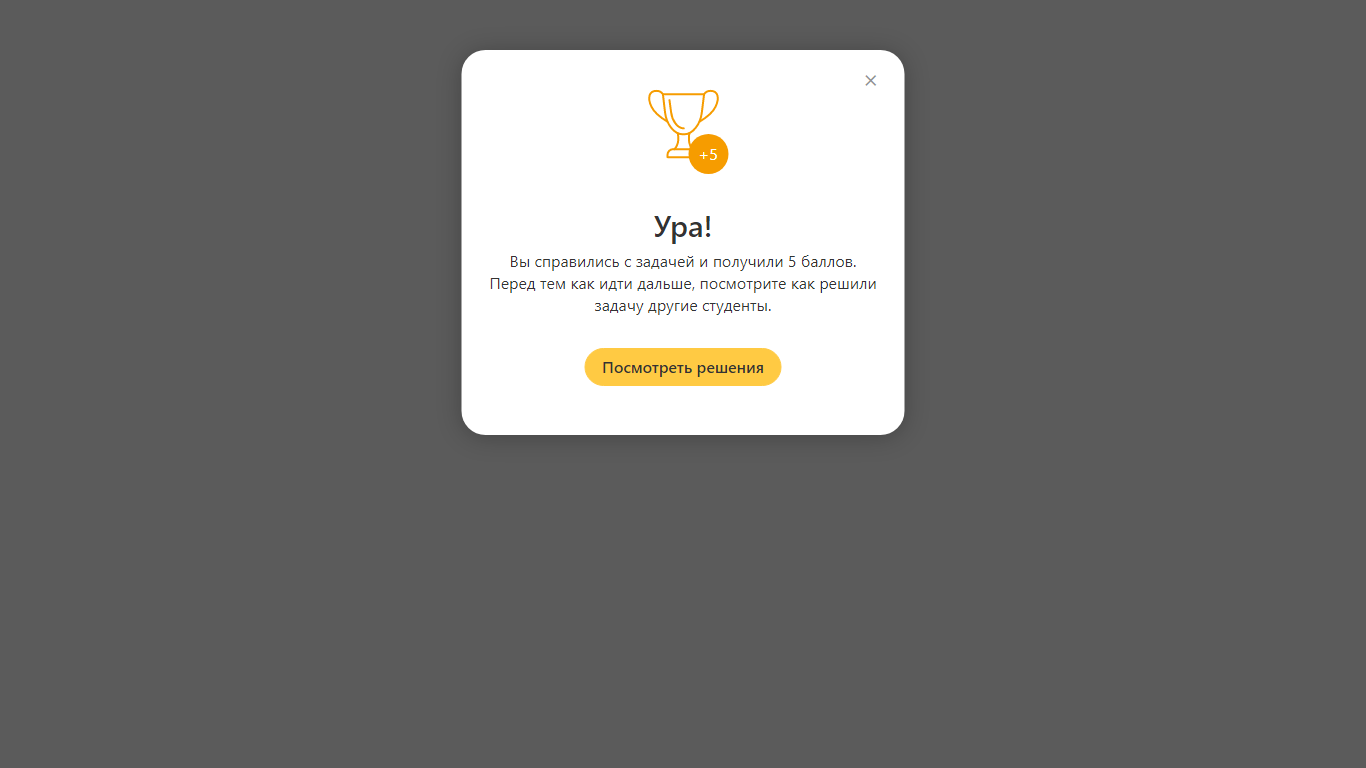 +5
Ура!
Вы справились с задачей и получили 5 баллов.
Перед тем как идти дальше, посмотрите как решили
задачу другие студенты.
Посмотреть решения